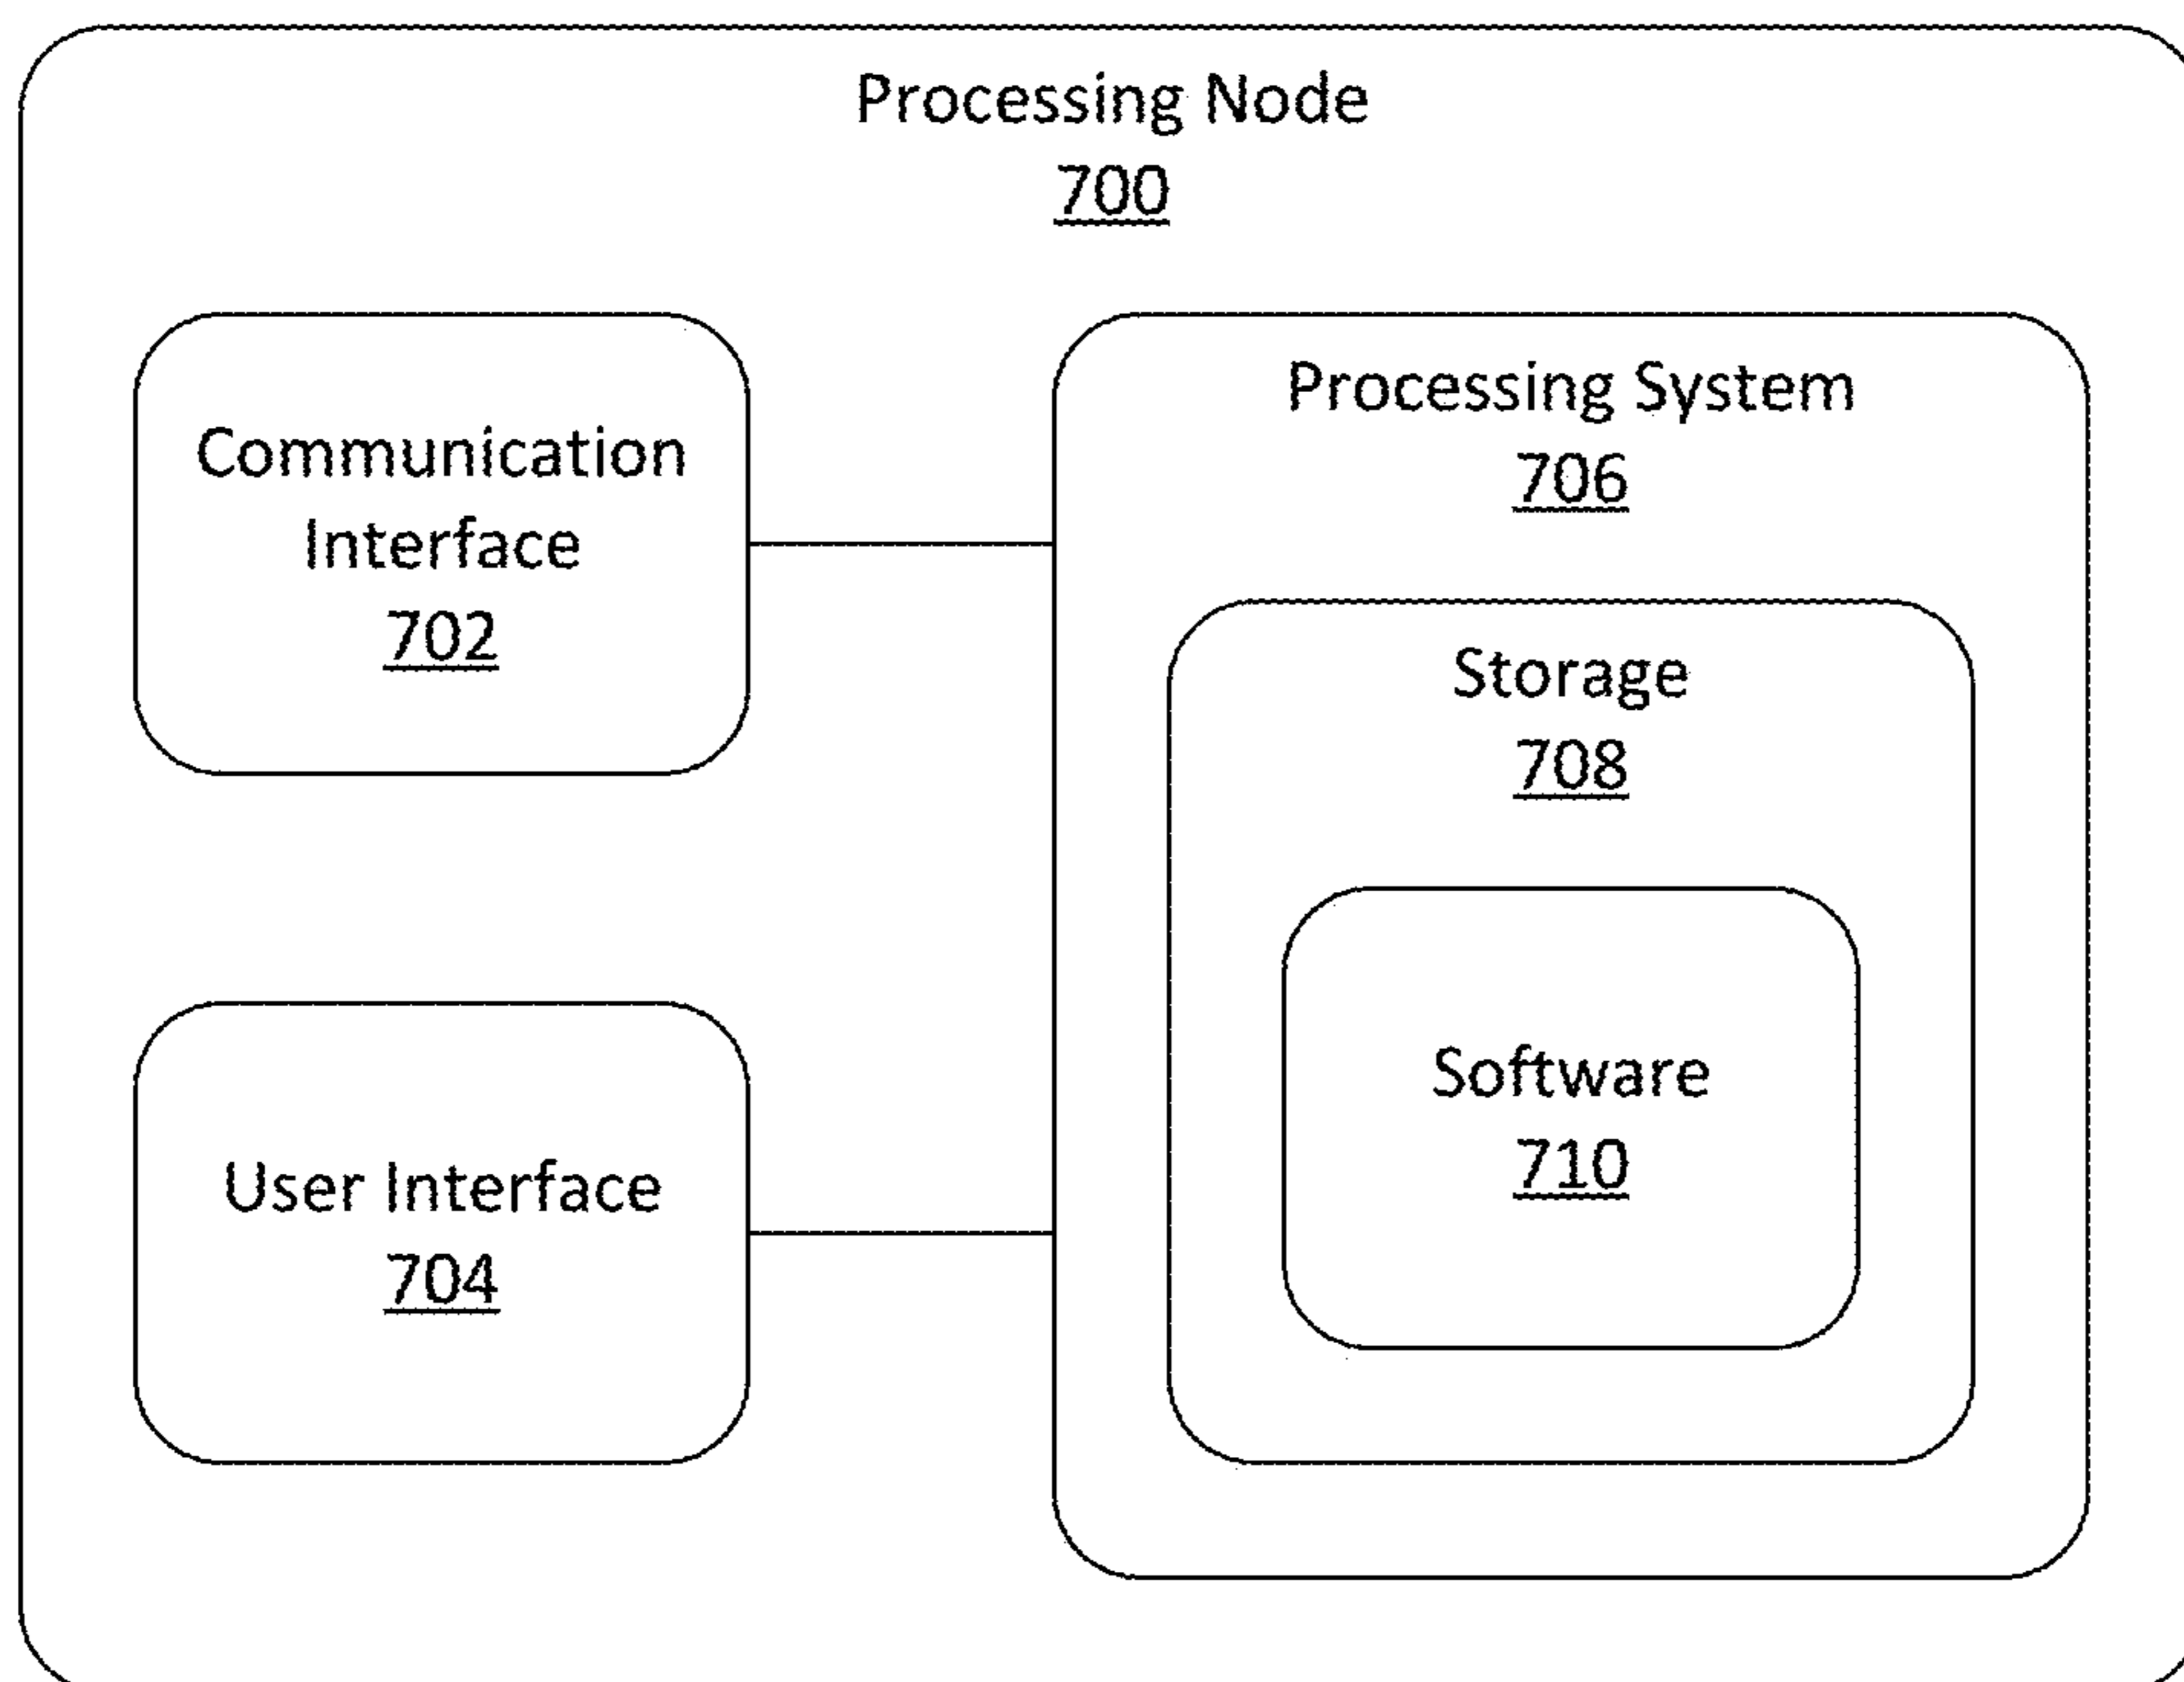 Processing Node
700
Communication
Interface
702
User Interface
704
Processing System
706
Storage
708
Software
710